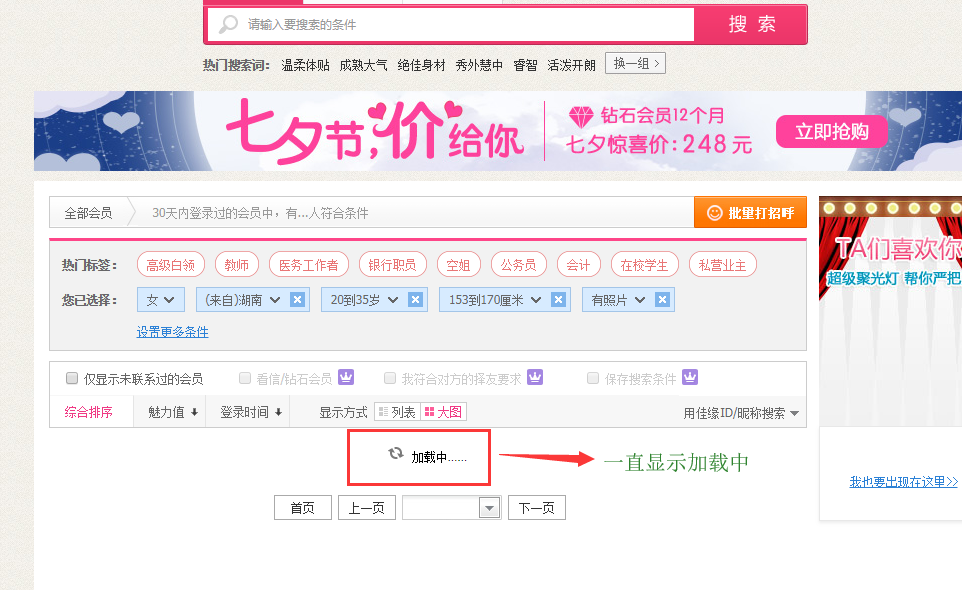 请输入要搜索的条件
搜 索
热门搜索词： 温柔体贴 成熟大气 绝佳身材 秀外慧中 睿智 活泼开朗 换一组
七夕节,价给你
钻石会员12个月
七夕惊喜价:248元
立即抢购
全部会员 30天内登录过的会员中，有...人符合条件 批量打招呼
热门标签： 高级白领 教师 医务工作者 银行职员 空姐 公务员 会计 在校学生 私营业主
您已选择： 女 (来自)湖南 20到35岁 153到170厘米 有照片
设置更多条件
仅显示未联系过的会员 看信/钻石会员 我符合对方的择友要求 保存搜索条件
综合排序 魅力值 登录时间 显示方式 列表 大图 用佳缘ID/昵称搜索
加载中......
一直显示加载中
首页 上一页 下一页
TA们喜欢你
超级聚光灯 帮你严把
我也要出现在这里>>